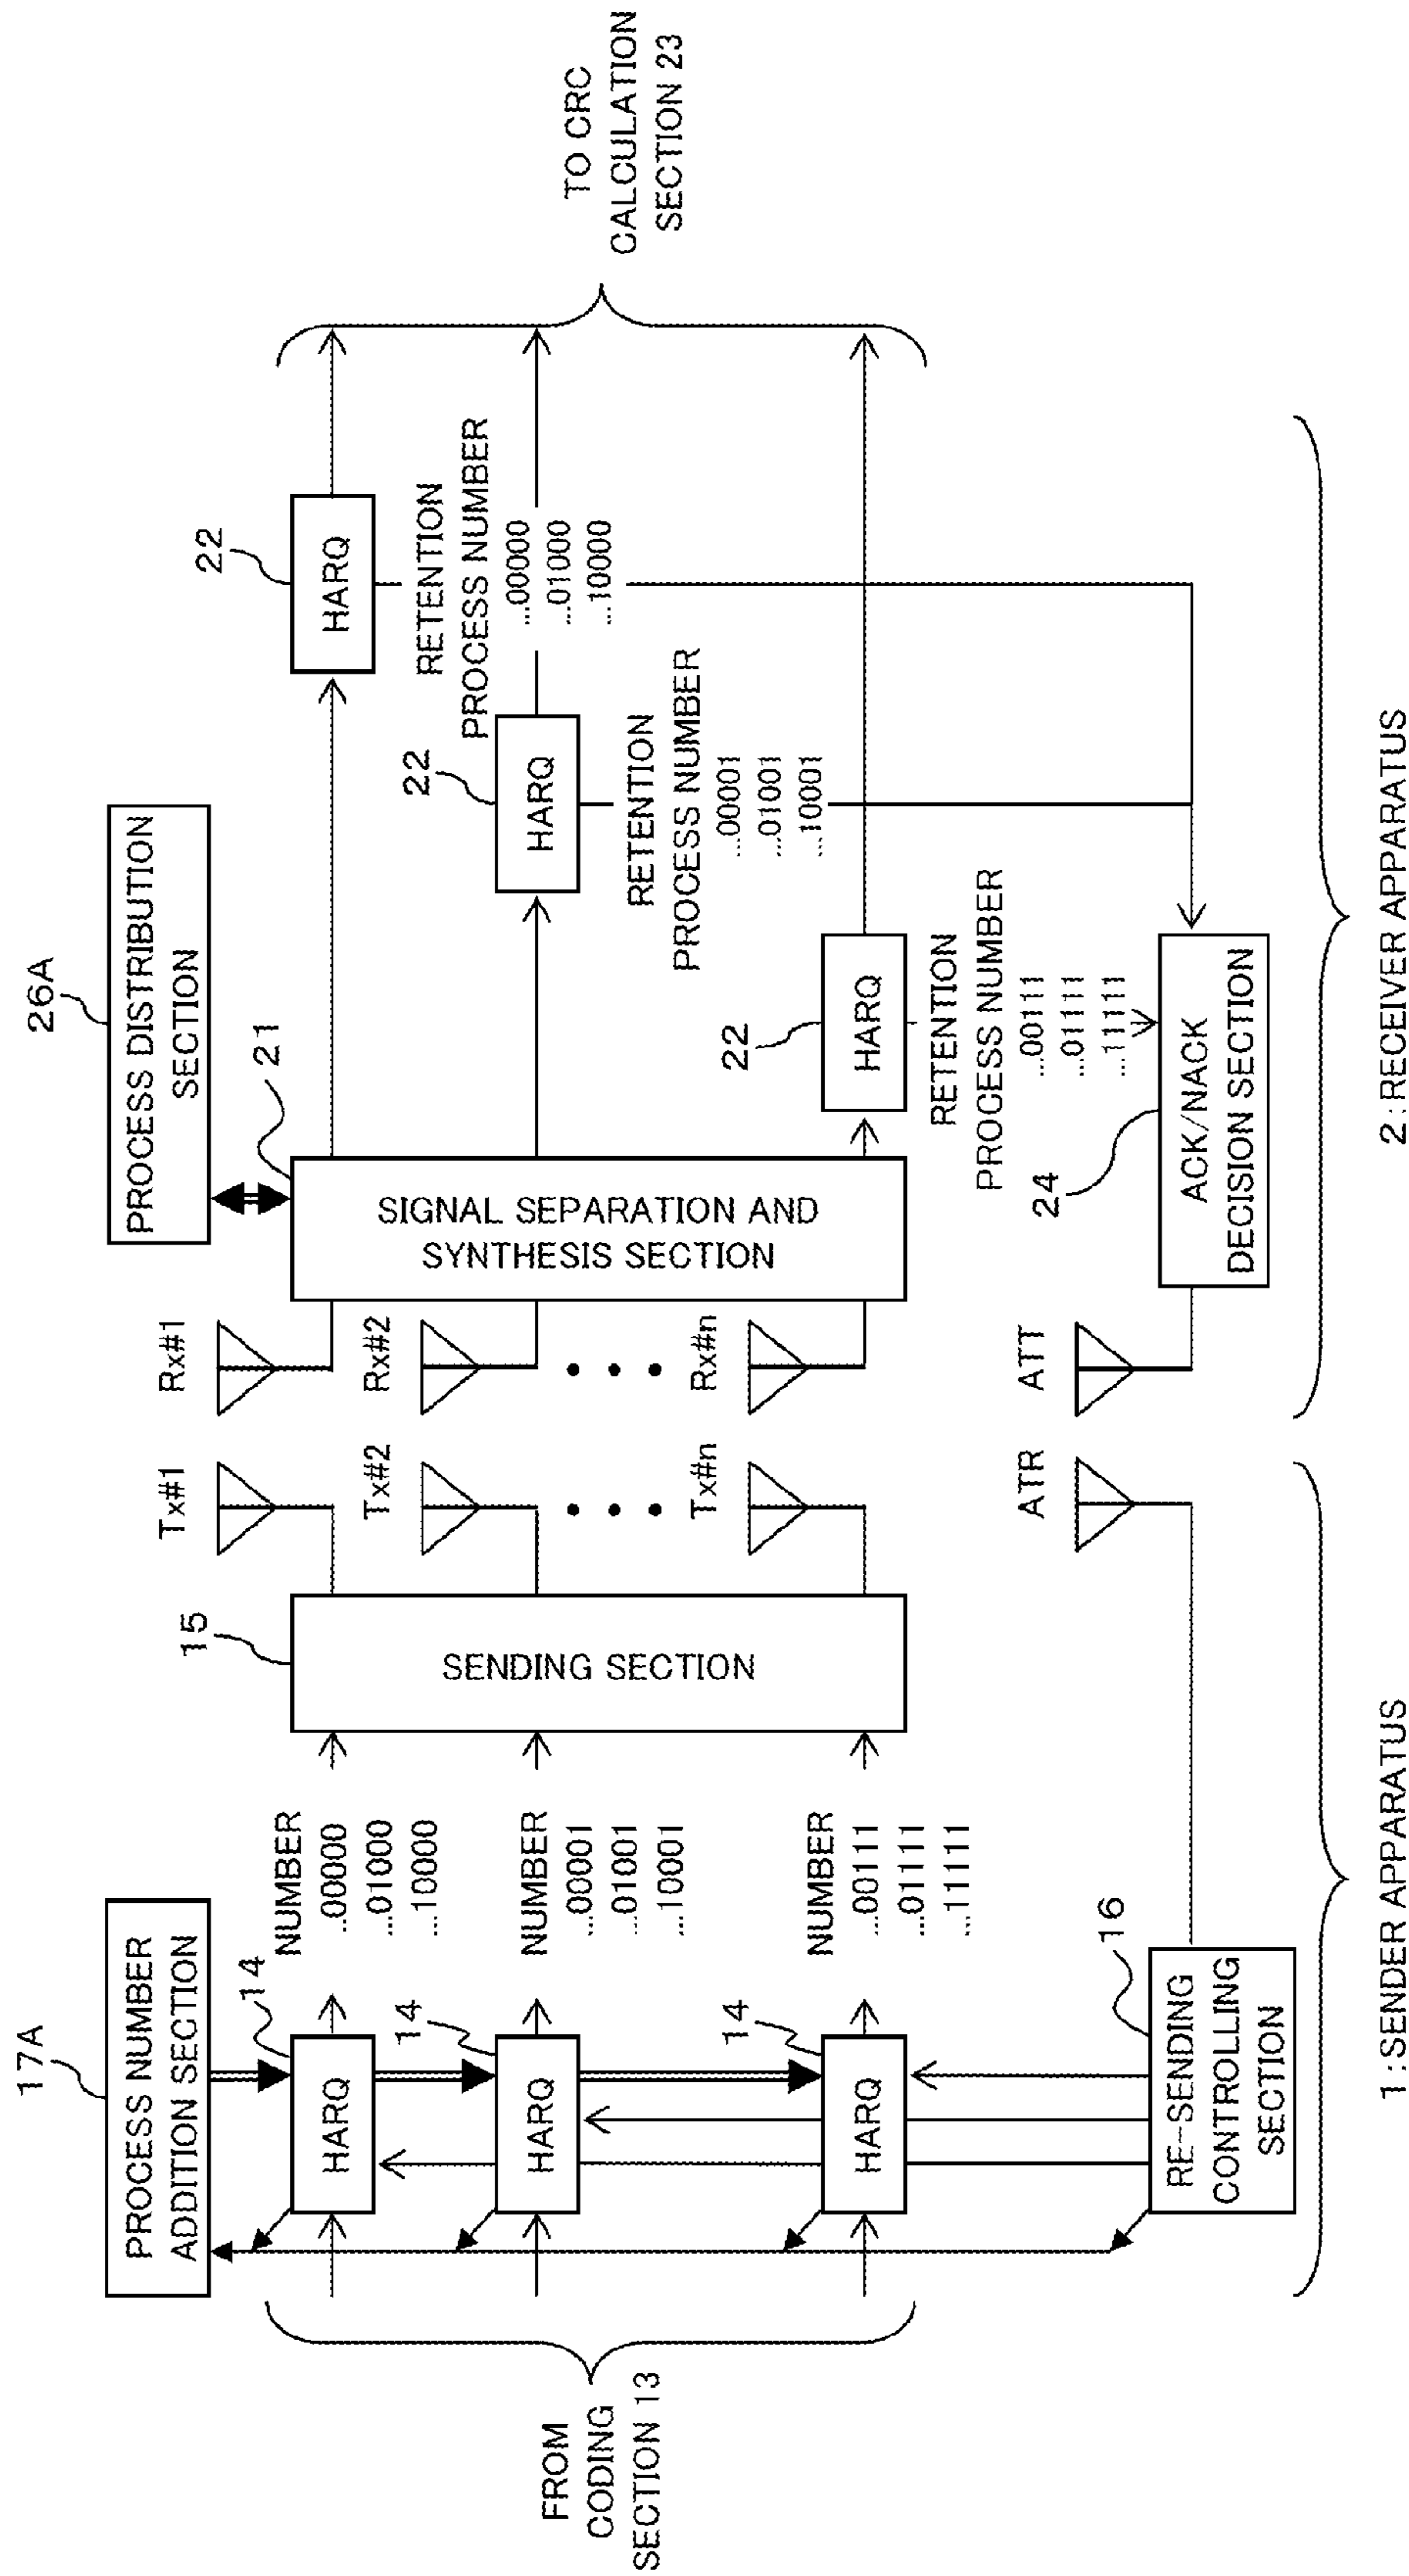 17A
PROCESS NUMBER
ADDITION SECTION
FROM
CODING
SECTION 13
14
HARQ
14
HARQ
14
HARQ
16
RE-SENDING
CONTROLLING
SECTION
NUMBER
...00000
...01000
...10000
NUMBER
...00001
...01001
...10001
NUMBER
...00111
...01111
...11111
15
SENDING SECTION
Tx#1
Tx#2
Tx#n
ATR
1:SENDER APPARATUS
Rx#1
Rx#2
Rx#n
ATT
26A
PROCESS DISTRIBUTION
SECTION
21
SIGNAL SEPARATION AND
SYNTHESIS SECTION
22
HARQ
RETENTION
PROCESS NUMBER
...00000
...01000
...10000
22
HARQ
RETENTION
PROCESS NUMBER
...00001
...01001
...10001
22
HARQ
RETENTION
PROCESS NUMBER
...00111
...01111
...11111
24
ACK/NACK
DECISION SECTION
TO CRC
CALCULATION
SECTION 23
2:RECEIVER APPARATUS